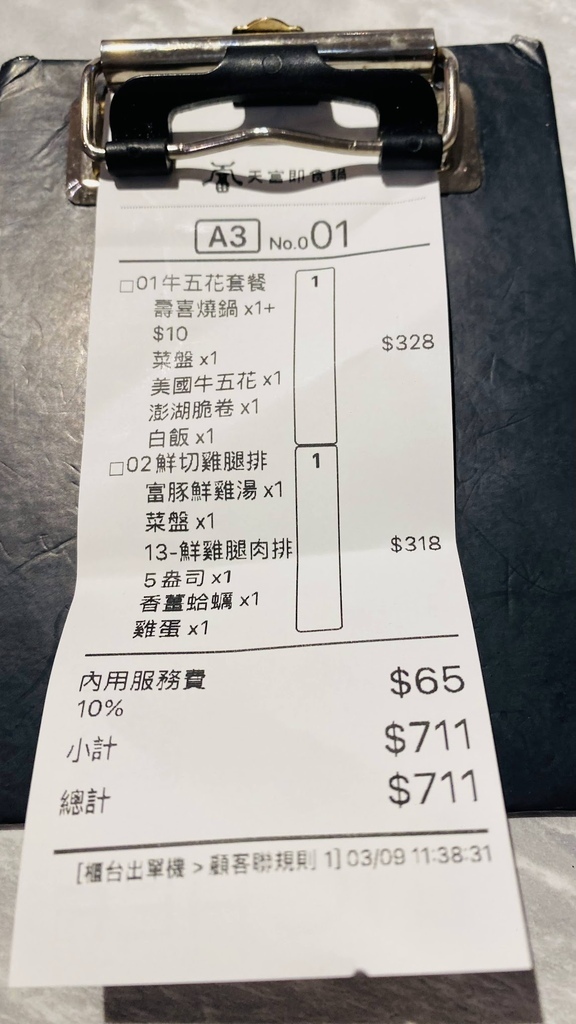 天富即食鍋
A3 No.001
□01牛五花套餐 1
壽喜燒鍋 x1+
$10
$328
菜盤 x1
美國牛五花 x1
澎湖脆卷 x1
白飯 x1
□02鮮切雞腿排 1
富豚鮮雞湯 x1
菜盤 x1
13-鮮雞腿肉排 $318
5盎司 x1
香薑蛤蠣 x1
雞蛋 x1
內用服務費 $65
10%
小計 $711
總計 $711
[櫃台出單機 > 顧客聯規則 1] 03/09 11:38:31